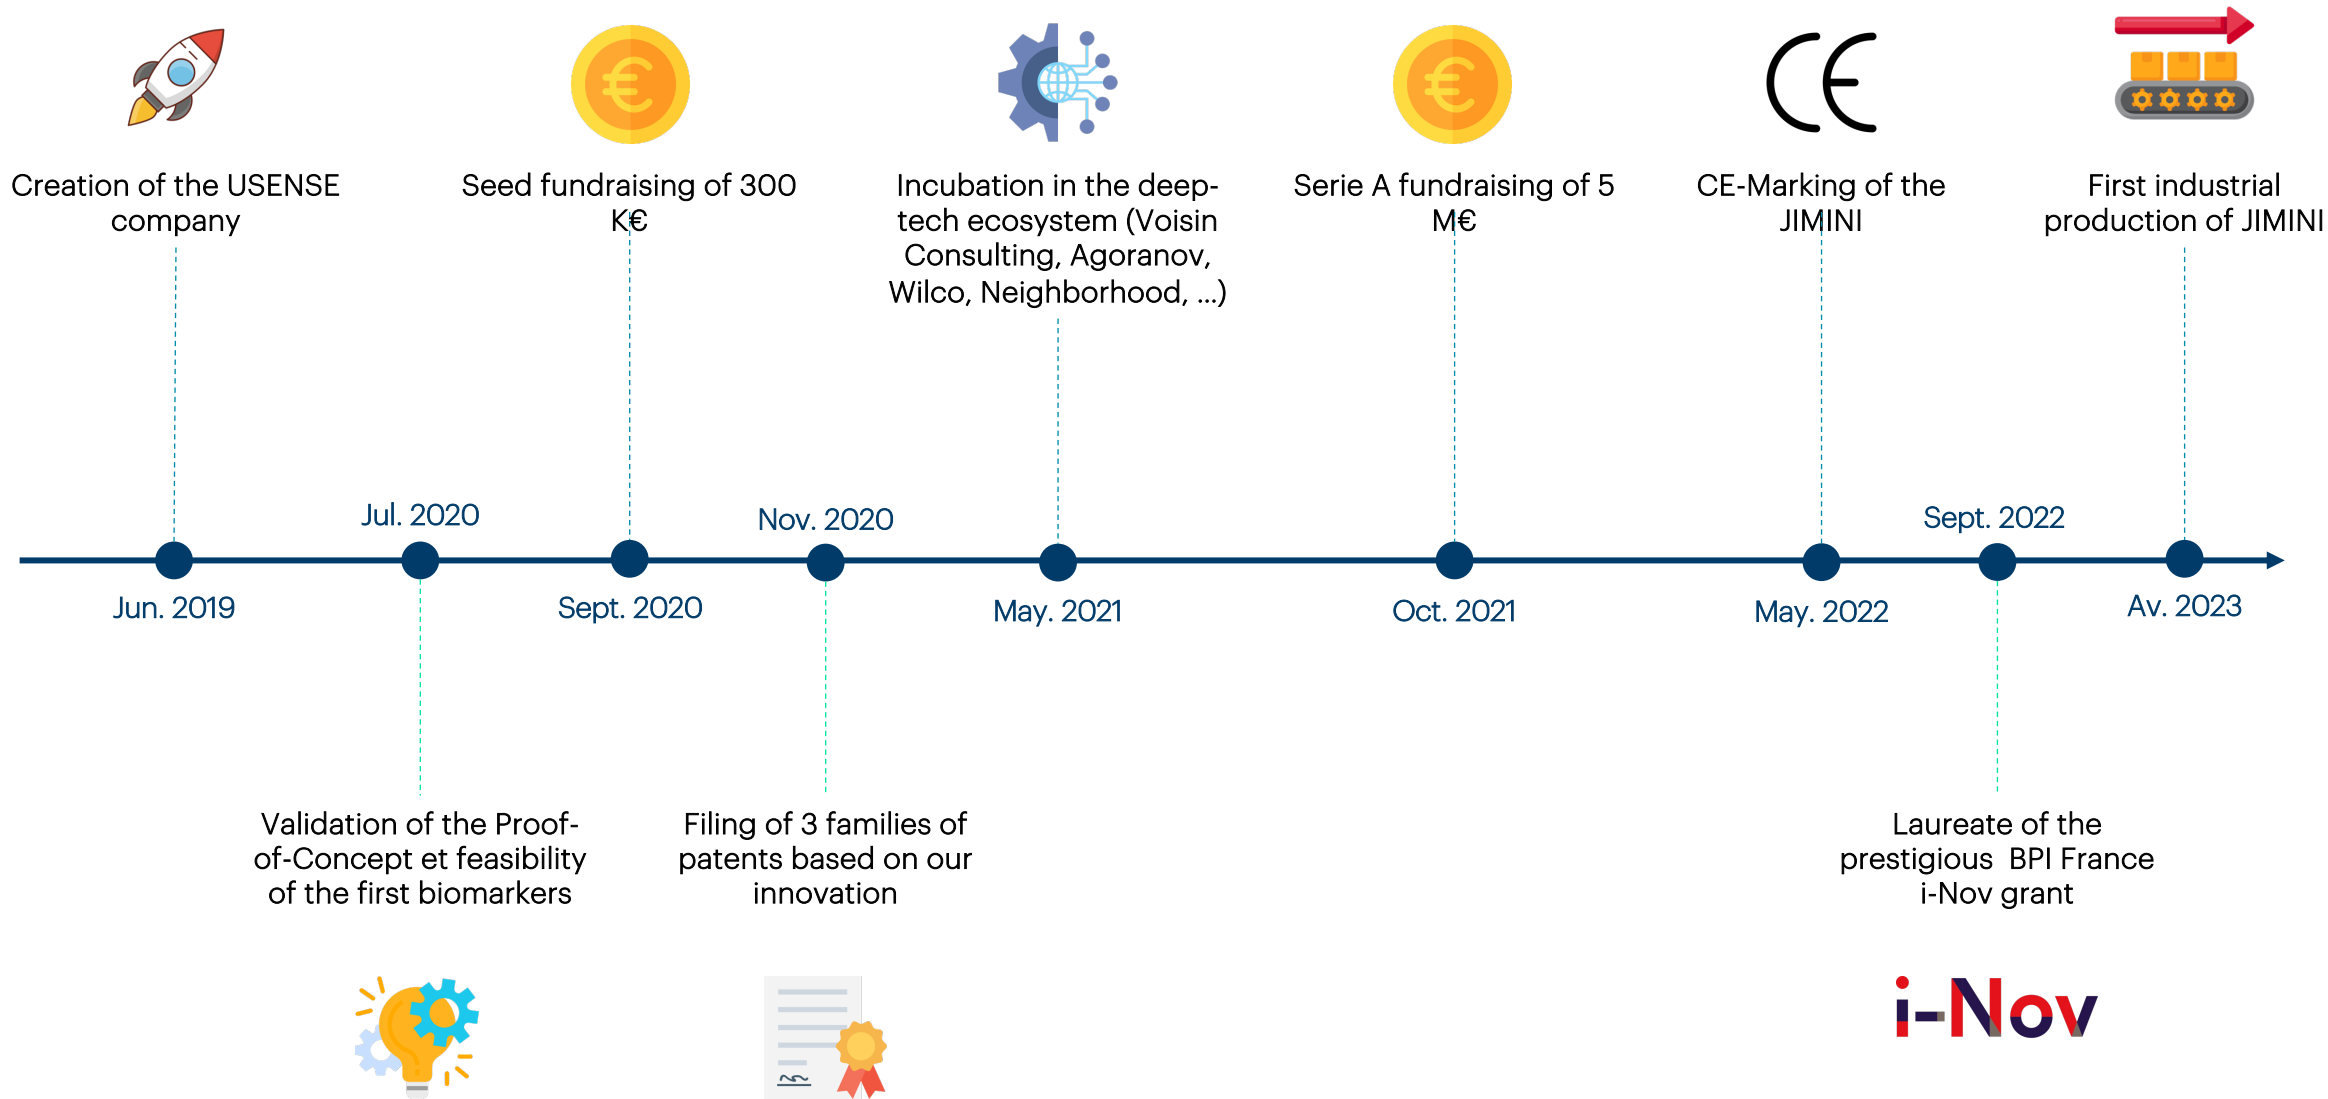 Creation of the USENSE
company
Seed fundraising of 300
K€
Incubation in the deep-
tech ecosystem (Voisin
Consulting, Agoranov,
Wilco, Neighborhood, ...)
Serie A fundraising of 5
M€
CE-Marking of the
JIMINI
First industrial
production of JIMINI
Jun. 2019
Jul. 2020
Sept. 2020
Nov. 2020
May. 2021
Oct. 2021
May. 2022
Sept. 2022
Av. 2023
Validation of the Proof-
of-Concept et feasibility
of the first biomarkers
Filing of 3 families of
patents based on our
innovation
Laureate of the
prestigious  BPI France
i-Nov grant
i-Nov